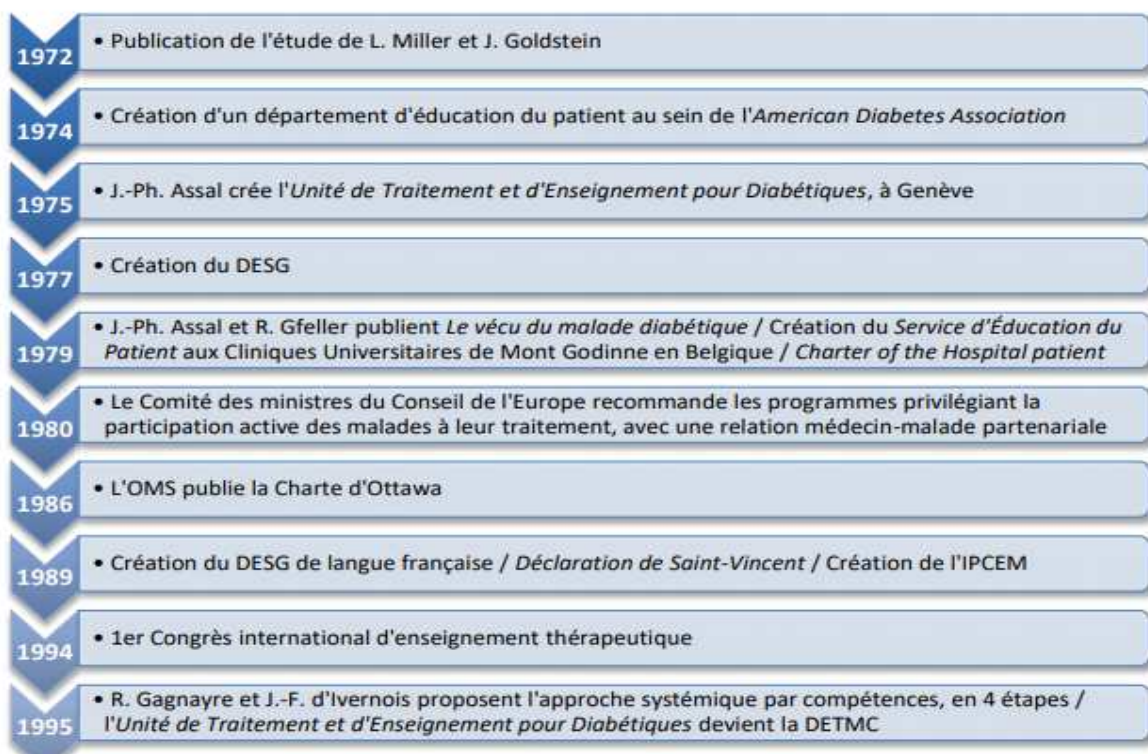 1972
• Publication de l'étude de L. Miller et J. Goldstein
1974
• Création d'un département d'éducation du patient au sein de l'American Diabetes Association
1975
• J.-Ph. Assal crée l'Unité de Traitement et d'Enseignement pour Diabétiques, à Genève
1977
• Création du DESG
1979
• J.-Ph. Assal et R. Gfeller publient Le vécu du malade diabétique / Création du Service d'Éducation du
Patient aux Cliniques Universitaires de Mont Godinne en Belgique / Charter of the Hospital patient
1980
• Le Comité des ministres du Conseil de l'Europe recommande les programmes privilégiant la
participation active des malades à leur traitement, avec une relation médecin-malade partenariale
1986
• L'OMS publie la Charte d'Ottawa
1989
• Création du DESG de langue française / Déclaration de Saint-Vincent / Création de l'IPCEM
1994
• 1er Congrès international d'enseignement thérapeutique
1995
• R. Gagnayre et J.-F. d'Ivernois proposent l'approche systémique par compétences, en 4 étapes /
l'Unité de Traitement et d'Enseignement pour Diabétiques devient la DETMC